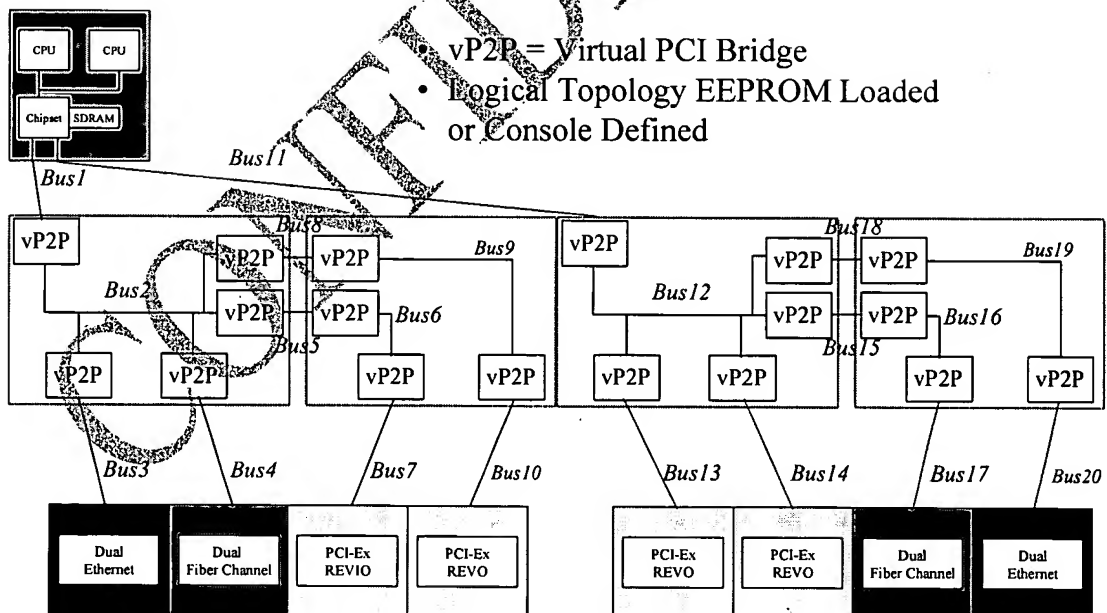 CPU CPU
Chipset SDRAM
• vP2P = Virtual PCI Bridge
• Logical Topology EEPROM Loaded
or Console Defined
Bus1
Bus11
vP2P
Bus8
vP2P
vP2P
Bus9
Bus2
vP2P
vP2P
Bus6
Bus5
vP2P
vP2P
vP2P
vP2P
vP2P
Bus18
vP2P
vP2P
Bus19
Bus12
vP2P
vP2P
Bus16
Bus15
vP2P
vP2P
vP2P
vP2P
Bus3
Bus4
Bus7
Bus10
Bus13
Bus14
Bus17
Bus20
Dual
Ethernet
Dual
Fiber Channel
PCI-Ex
REVIO
PCI-Ex
REVO
PCI-Ex
REVO
PCI-Ex
REVO
Dual
Fiber Channel
Dual
Ethernet